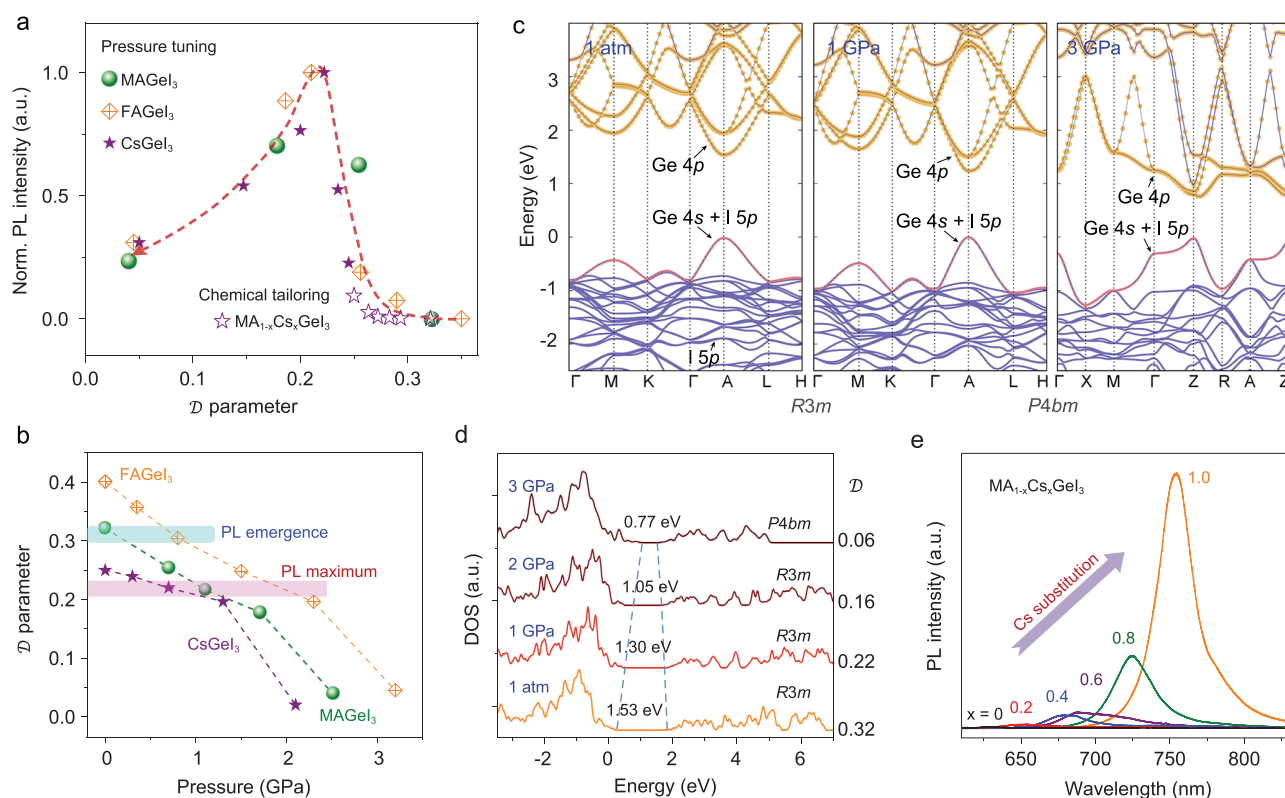 a
Pressure tuning
MAGeI3
FAGeI3
CsGeI3
Chemical tailoring
MA1-xCsxGeI3
Norm. PL intensity (a.u.)
1.0
0.5
0.0
0.0
0.1
0.2
0.3
𝒟 parameter
b
FAGeI3
PL emergence
PL maximum
CsGeI3
MAGeI3
𝒟 parameter
0.4
0.3
0.2
0.1
0.0
0
1
2
3
Pressure (GPa)
c
1 atm
1 GPa
3 GPa
Energy (eV)
3
2
1
0
-1
-2
Ge 4p
Ge 4s + I 5p
I 5p
Ge 4p
Ge 4s + I 5p
Ge 4p
Ge 4s + I 5p
Γ M K Γ A L H
Γ M K Γ A L H
Γ X M Γ Z R A Z
R3m
P4bm
d
𝒟
3 GPa
0.77 eV
P4bm
0.06
2 GPa
1.05 eV
R3m
0.16
1 GPa
1.30 eV
R3m
0.22
1 atm
1.53 eV
R3m
0.32
DOS (a.u.)
-2 0 2 4 6
Energy (eV)
e
MA1-xCsxGeI3
1.0
Cs substitution
0.8
0.6
0.4
0.2
x = 0
PL intensity (a.u.)
650 700 750 800
Wavelength (nm)